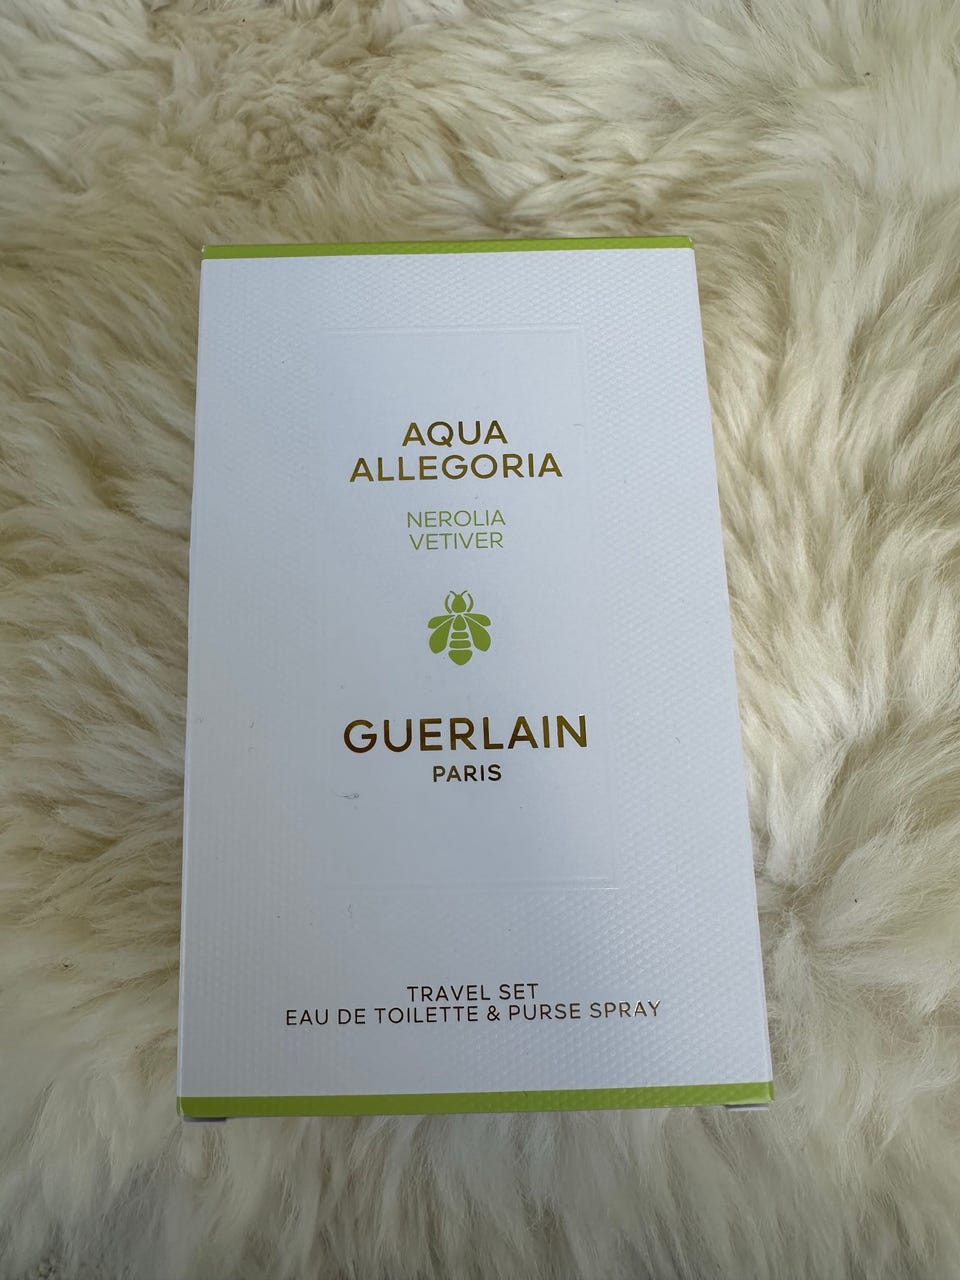 AQUA
ALLEGORIA
NEROLIA
VETIVER
GUERLAIN
PARIS
TRAVEL SET
EAU DE TOILETTE & PURSE SPRAY